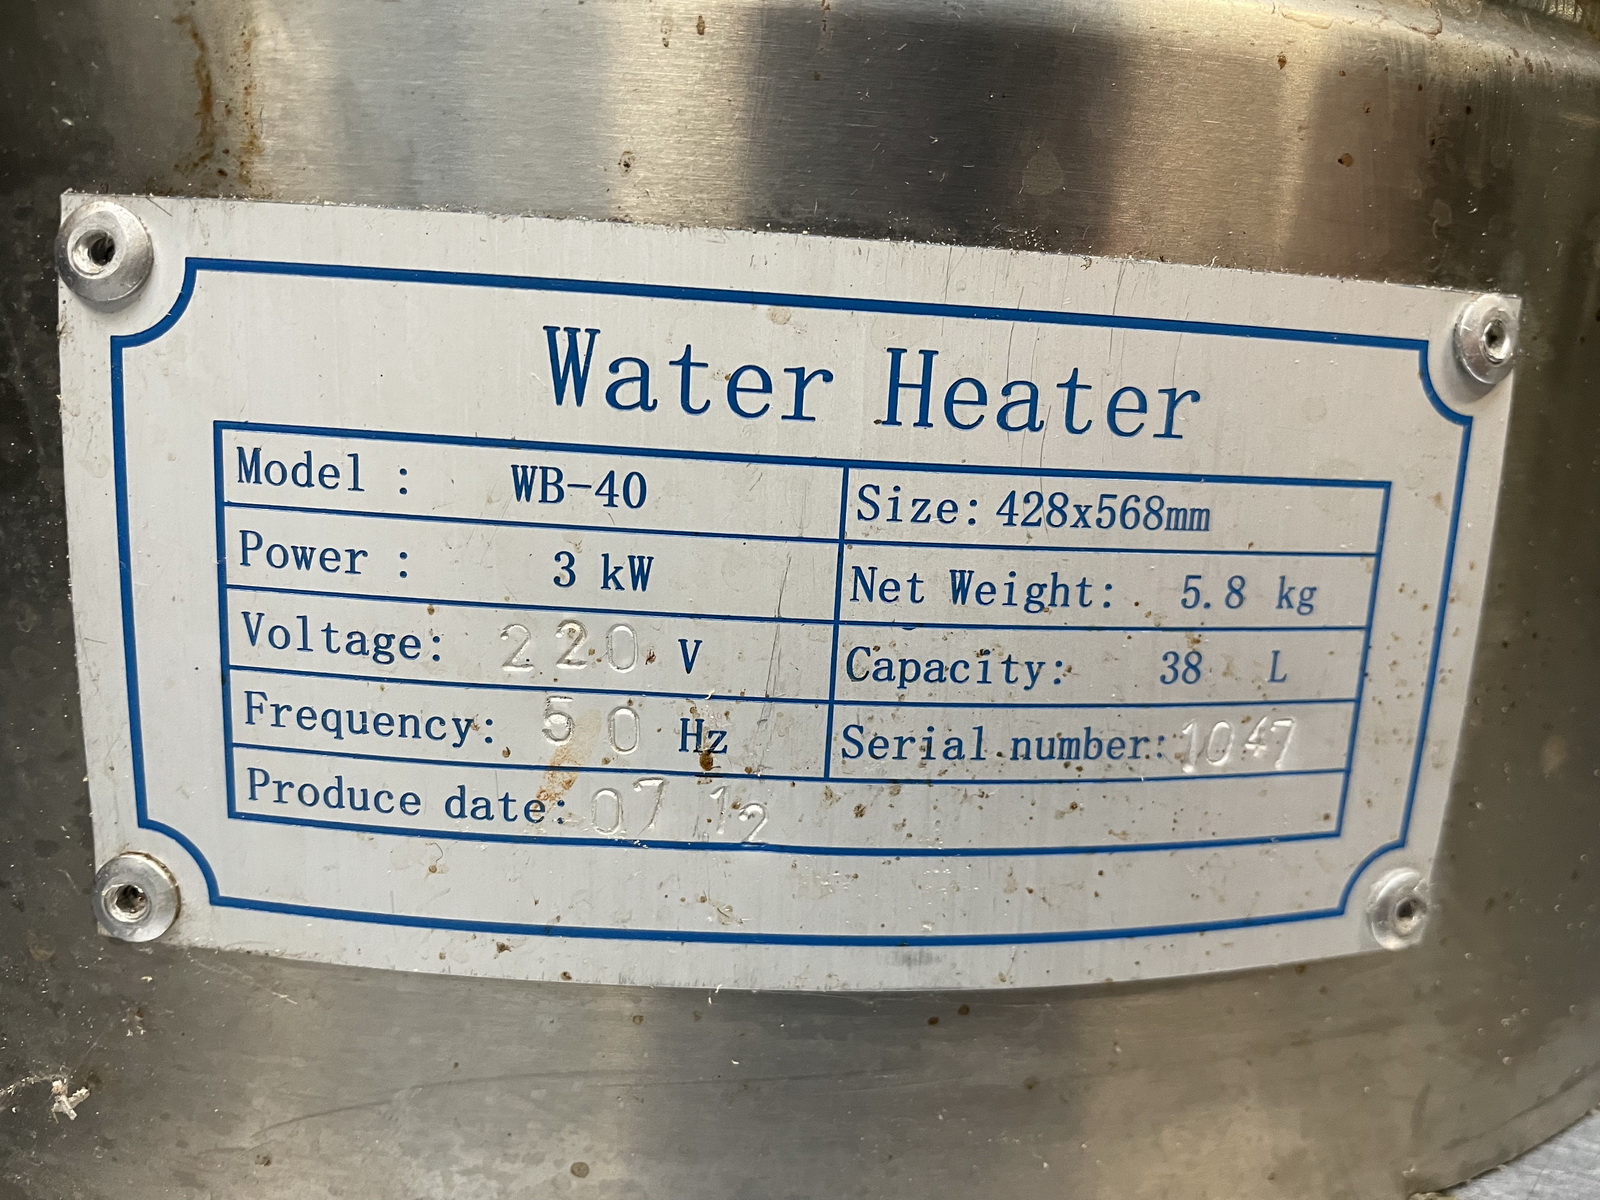 Water Heater
Model : WB-40
Size: 428x568mm
Power : 3 kW
Net Weight: 5.8 kg
Voltage: 220 V
Capacity: 38 L
Frequency: 50 Hz
Serial number: 1047
Produce date: 07 12